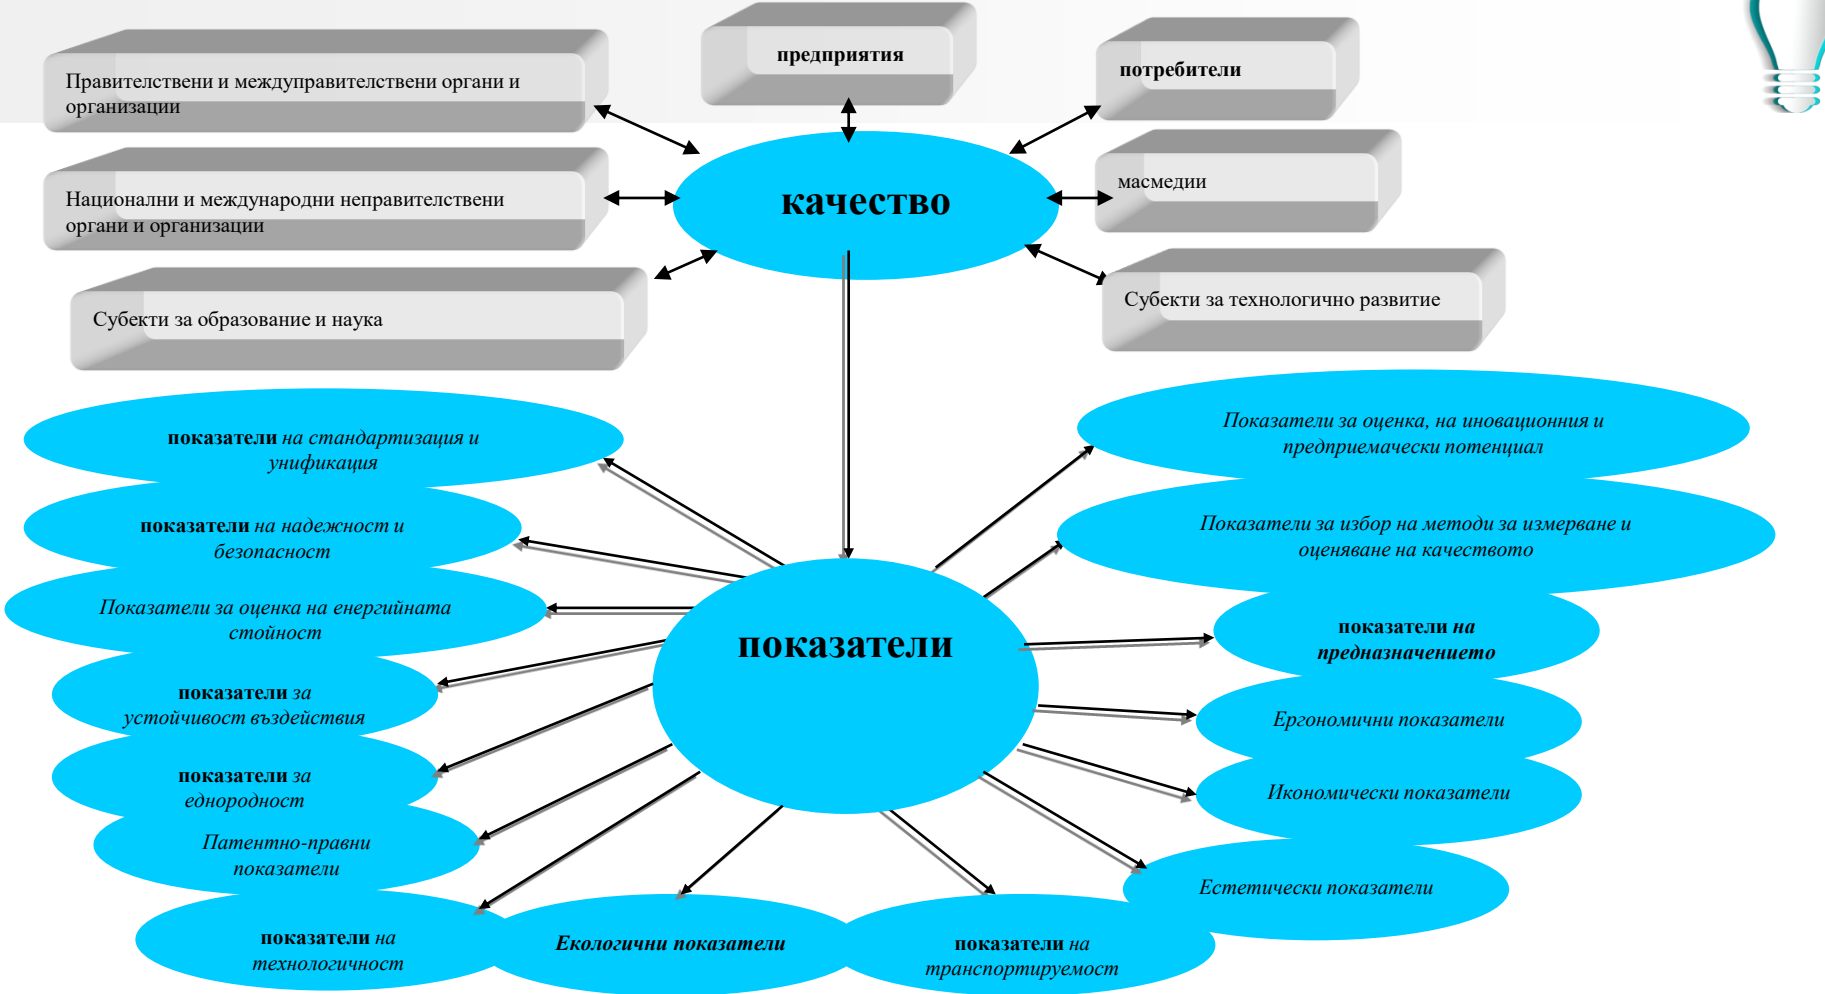 предприятия
Правителствени и междуправителствени органи и
организации
потребители
Национални и международни неправителствени
органи и организации
качество
масмедии
Субекти за образование и наука
Субекти за технологично развитие
показатели на стандартизация и
унификация
Показатели за оценка, на иновационния и
предприемачески потенциал
показатели на надежност и
безопасност
Показатели за избор на методи за измерване и
оценяване на качеството
Показатели за оценка на енергийната
стойност
показатели
показатели на
предназначението
показатели за
устойчивост въздействия
Ергономични показатели
показатели за
еднородност
Икономически показатели
Патентно-правни
показатели
Естетически показатели
показатели на
технологичност
Екологични показатели
показатели на
транспортируемост